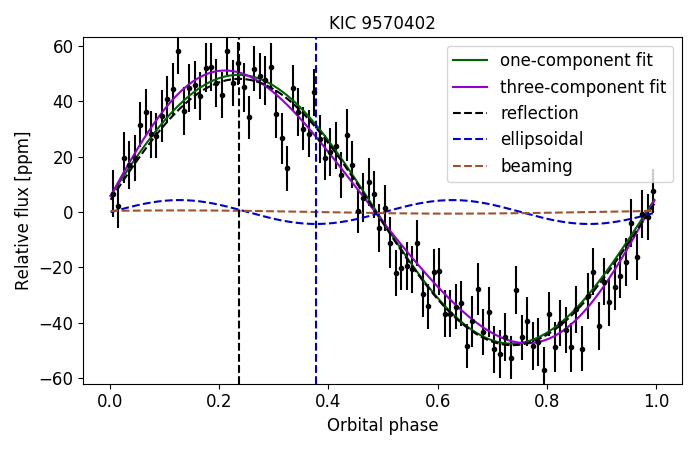 KIC 9570402
one-component fit
three-component fit
reflection
ellipsoidal
beaming
Relative flux [ppm]
60
40
20
0
−20
−40
−60
0.0 0.2 0.4 0.6 0.8 1.0
Orbital phase